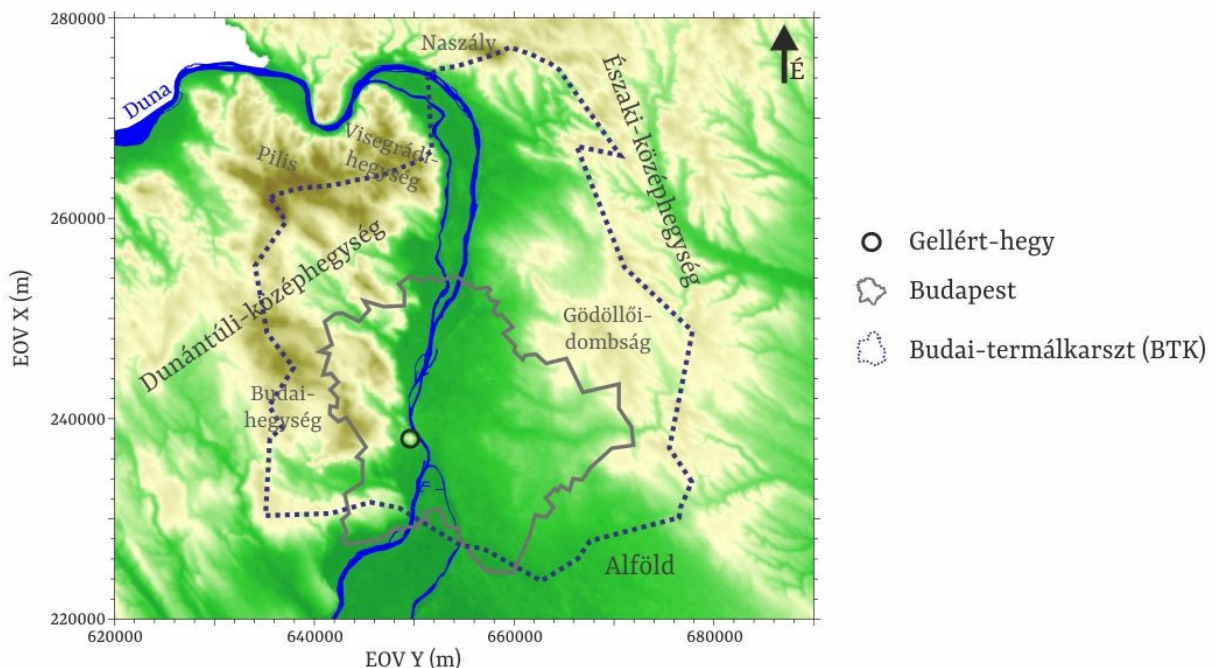 280000
270000
260000
240000
220000
620000
640000
660000
680000
EOV X (m)
EOV Y (m)
Naszály
É
Duna
Északi-középhegység
Visegrádi-
hegység
Pilis
Dunántúli-középhegység
Gödöllői-
dombság
Budai-
hegység
Alföld
Gellért-hegy
Budapest
Budai-termálkarszt (BTK)